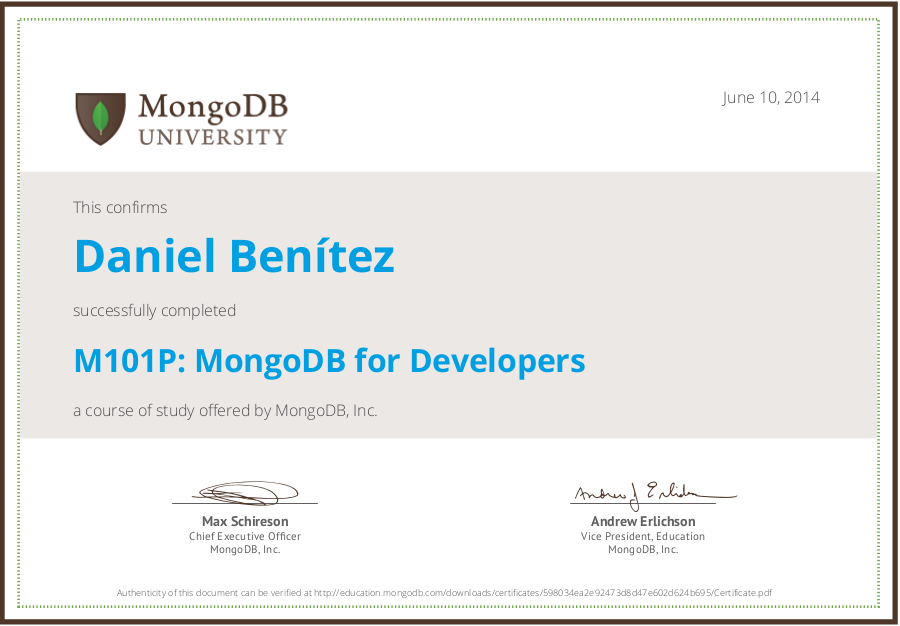 MongoDB
UNIVERSITY
June 10, 2014
This confirms
Daniel Benítez
successfully completed
M101P: MongoDB for Developers
a course of study offered by MongoDB, Inc.
Andrew J Erlichson
Max Schireson
Chief Executive Officer
MongoDB, Inc.
Andrew Erlichson
Vice President, Education
MongoDB, Inc.
Authenticity of this document can be verified at http://education.mongodb.com/downloads/certificates/598034ea2e92473d8d47e602d624b695/Certificate.pdf